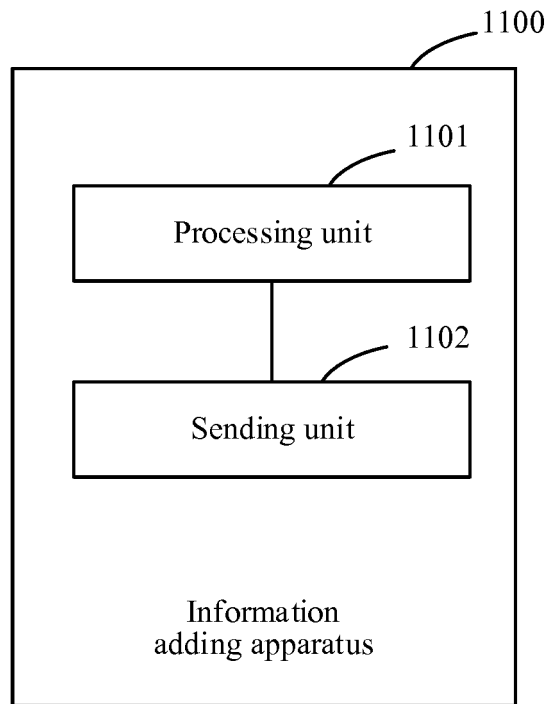 1100
1101
Processing unit
1102
Sending unit
Information
adding apparatus